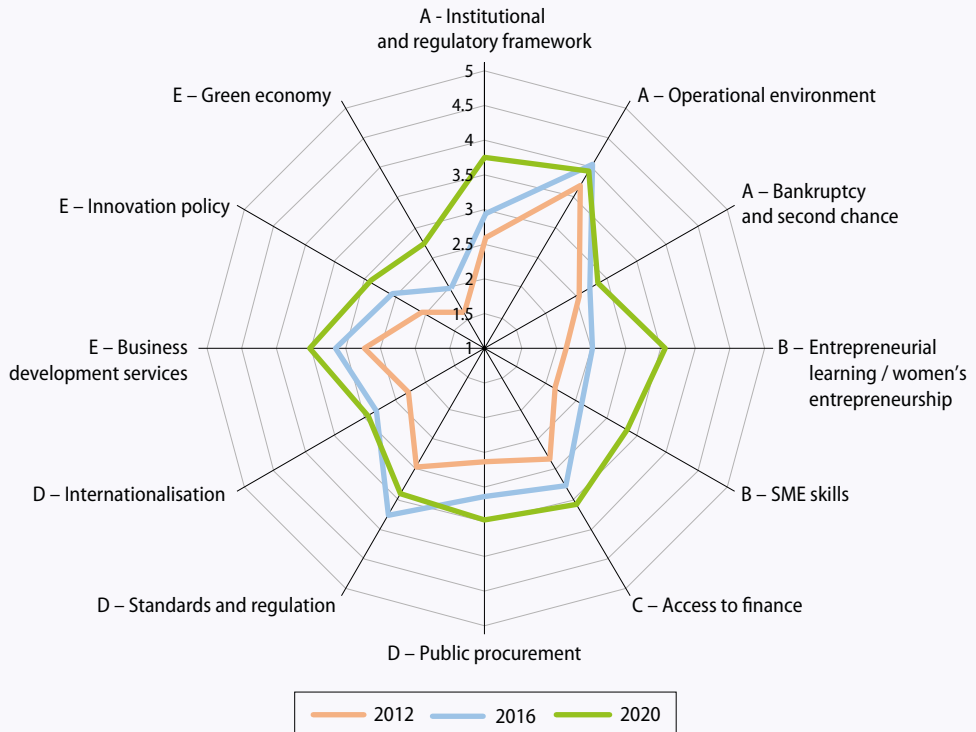 A - Institutional
and regulatory framework
A – Operational environment
A – Bankruptcy
and second chance
B – Entrepreneurial
learning / women’s
entrepreneurship
B – SME skills
C – Access to finance
D – Public procurement
D – Standards and regulation
D – Internationalisation
E – Business
development services
E – Innovation policy
E – Green economy
5
4.5
4
3.5
3
2.5
2
1.5
1
2012 2016 2020